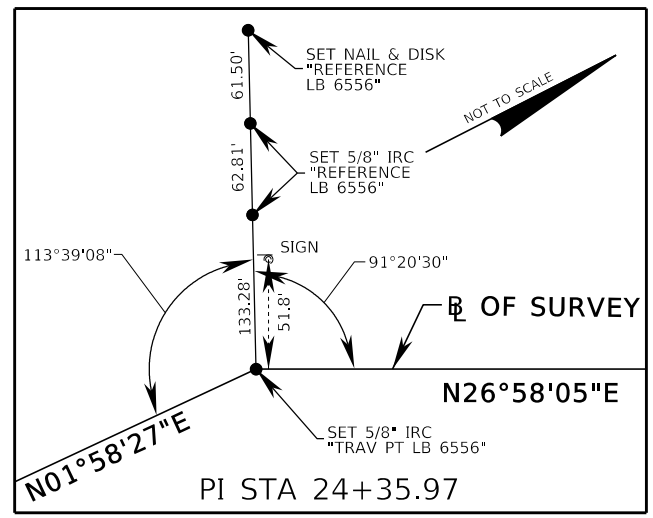 SET NAIL & DISK
"REFERENCE
LB 6556"
61.50'
NOT TO SCALE
62.81'
SET 5/8" IRC
"REFERENCE
LB 6556"
SIGN
113°39'08"
91°20'30"
133.28'
51.8'
BL OF SURVEY
N26°58'05"E
N01°58'27"E
SET 5/8" IRC
"TRAV PT LB 6556"
PI STA 24+35.97